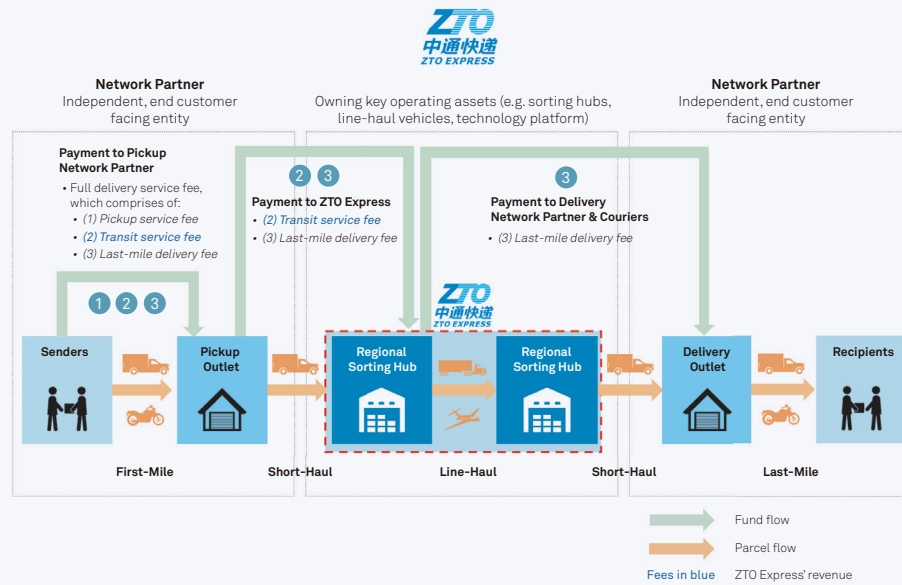 ZTO
中通快递
ZTO EXPRESS
Network Partner
Independent, end customer
facing entity
Owning key operating assets (e.g. sorting hubs,
line-haul vehicles, technology platform)
Network Partner
Independent, end customer
facing entity
Payment to Pickup
Network Partner
• Full delivery service fee,
which comprises of:
• (1) Pickup service fee
• (2) Transit service fee
• (3) Last-mile delivery fee
2 3
Payment to ZTO Express
• (2) Transit service fee
• (3) Last-mile delivery fee
3
Payment to Delivery
Network Partner & Couriers
• (3) Last-mile delivery fee
1 2 3
ZTO
中通快递
ZTO EXPRESS
Senders
Pickup
Outlet
Regional
Sorting Hub
Regional
Sorting Hub
Delivery
Outlet
Recipients
First-Mile
Short-Haul
Line-Haul
Short-Haul
Last-Mile
Fund flow
Parcel flow
Fees in blue ZTO Express' revenue